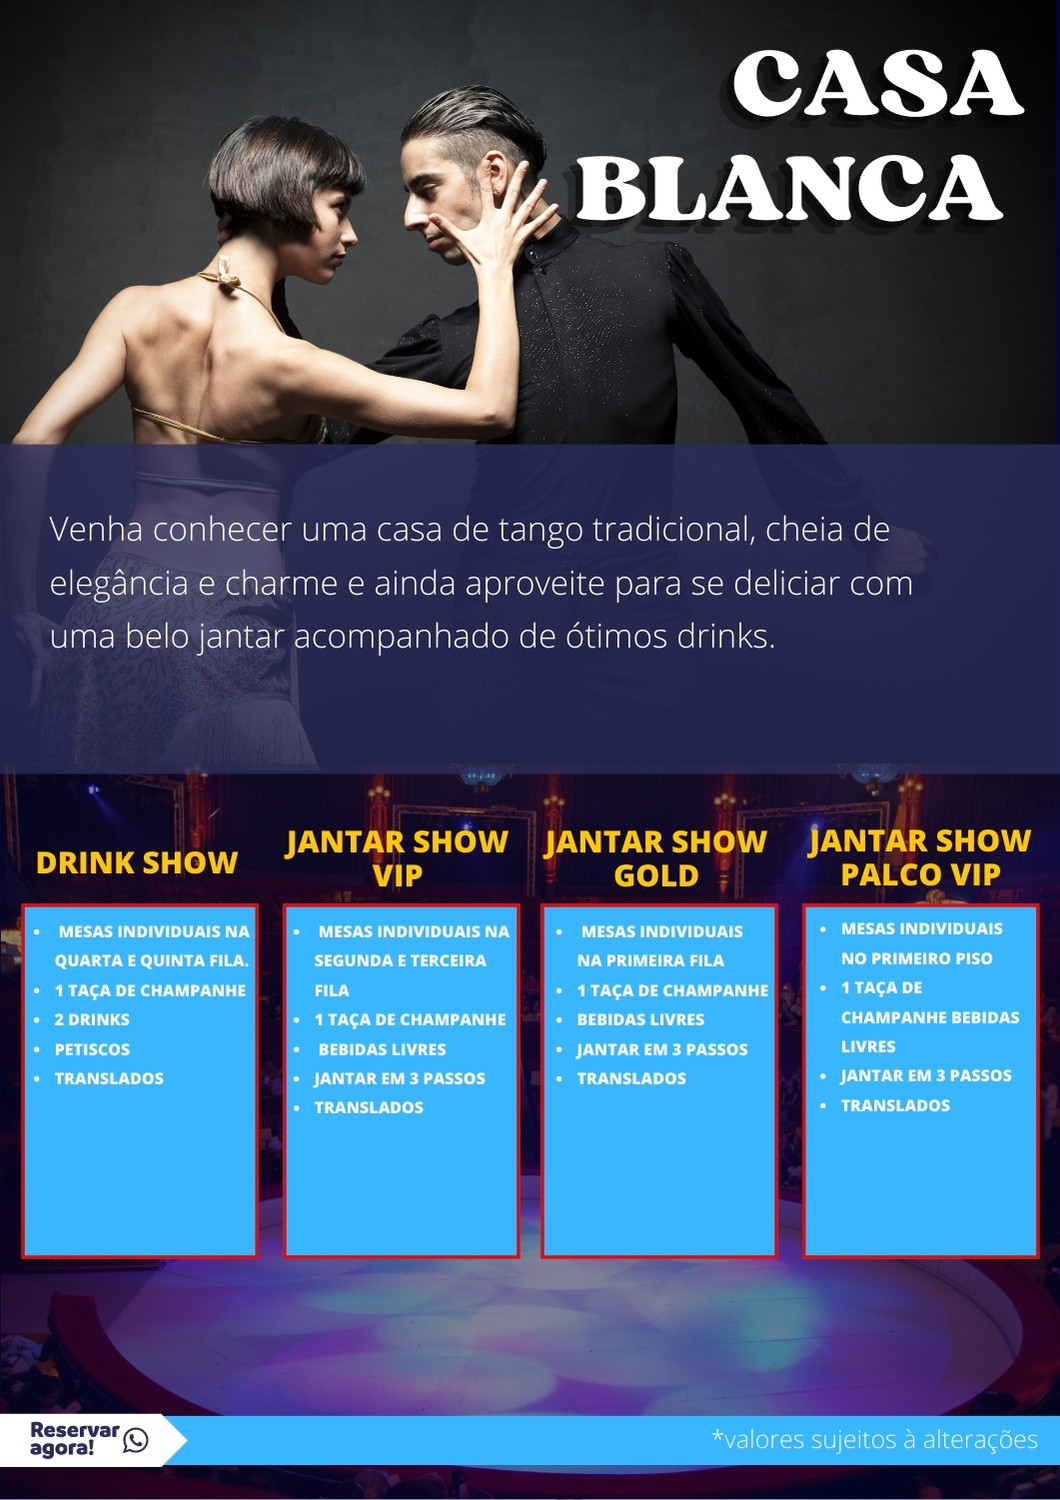 CASA
BLANCA
Venha conhecer uma casa de tango tradicional, cheia de
elegância e charme e ainda aproveite para se deliciar com
uma belo jantar acompanhado de ótimos drinks.
DRINK SHOW
• MESAS INDIVIDUAIS NA
QUARTA E QUINTA FILA.
• 1 TAÇA DE CHAMPANHE
• 2 DRINKS
• PETISCOS
• TRANSLADOS
JANTAR SHOW
VIP
• MESAS INDIVIDUAIS NA
SEGUNDA E TERCEIRA
FILA
• 1 TAÇA DE CHAMPANHE
• BEBIDAS LIVRES
• JANTAR EM 3 PASSOS
• TRANSLADOS
JANTAR SHOW
GOLD
• MESAS INDIVIDUAIS
NA PRIMEIRA FILA
• 1 TAÇA DE CHAMPANHE
• BEBIDAS LIVRES
• JANTAR EM 3 PASSOS
• TRANSLADOS
JANTAR SHOW
PALCO VIP
• MESAS INDIVIDUAIS
NO PRIMEIRO PISO
• 1 TAÇA DE
CHAMPANHE BEBIDAS
LIVRES
• JANTAR EM 3 PASSOS
• TRANSLADOS
Reservar
agora!
*valores sujeitos à alterações